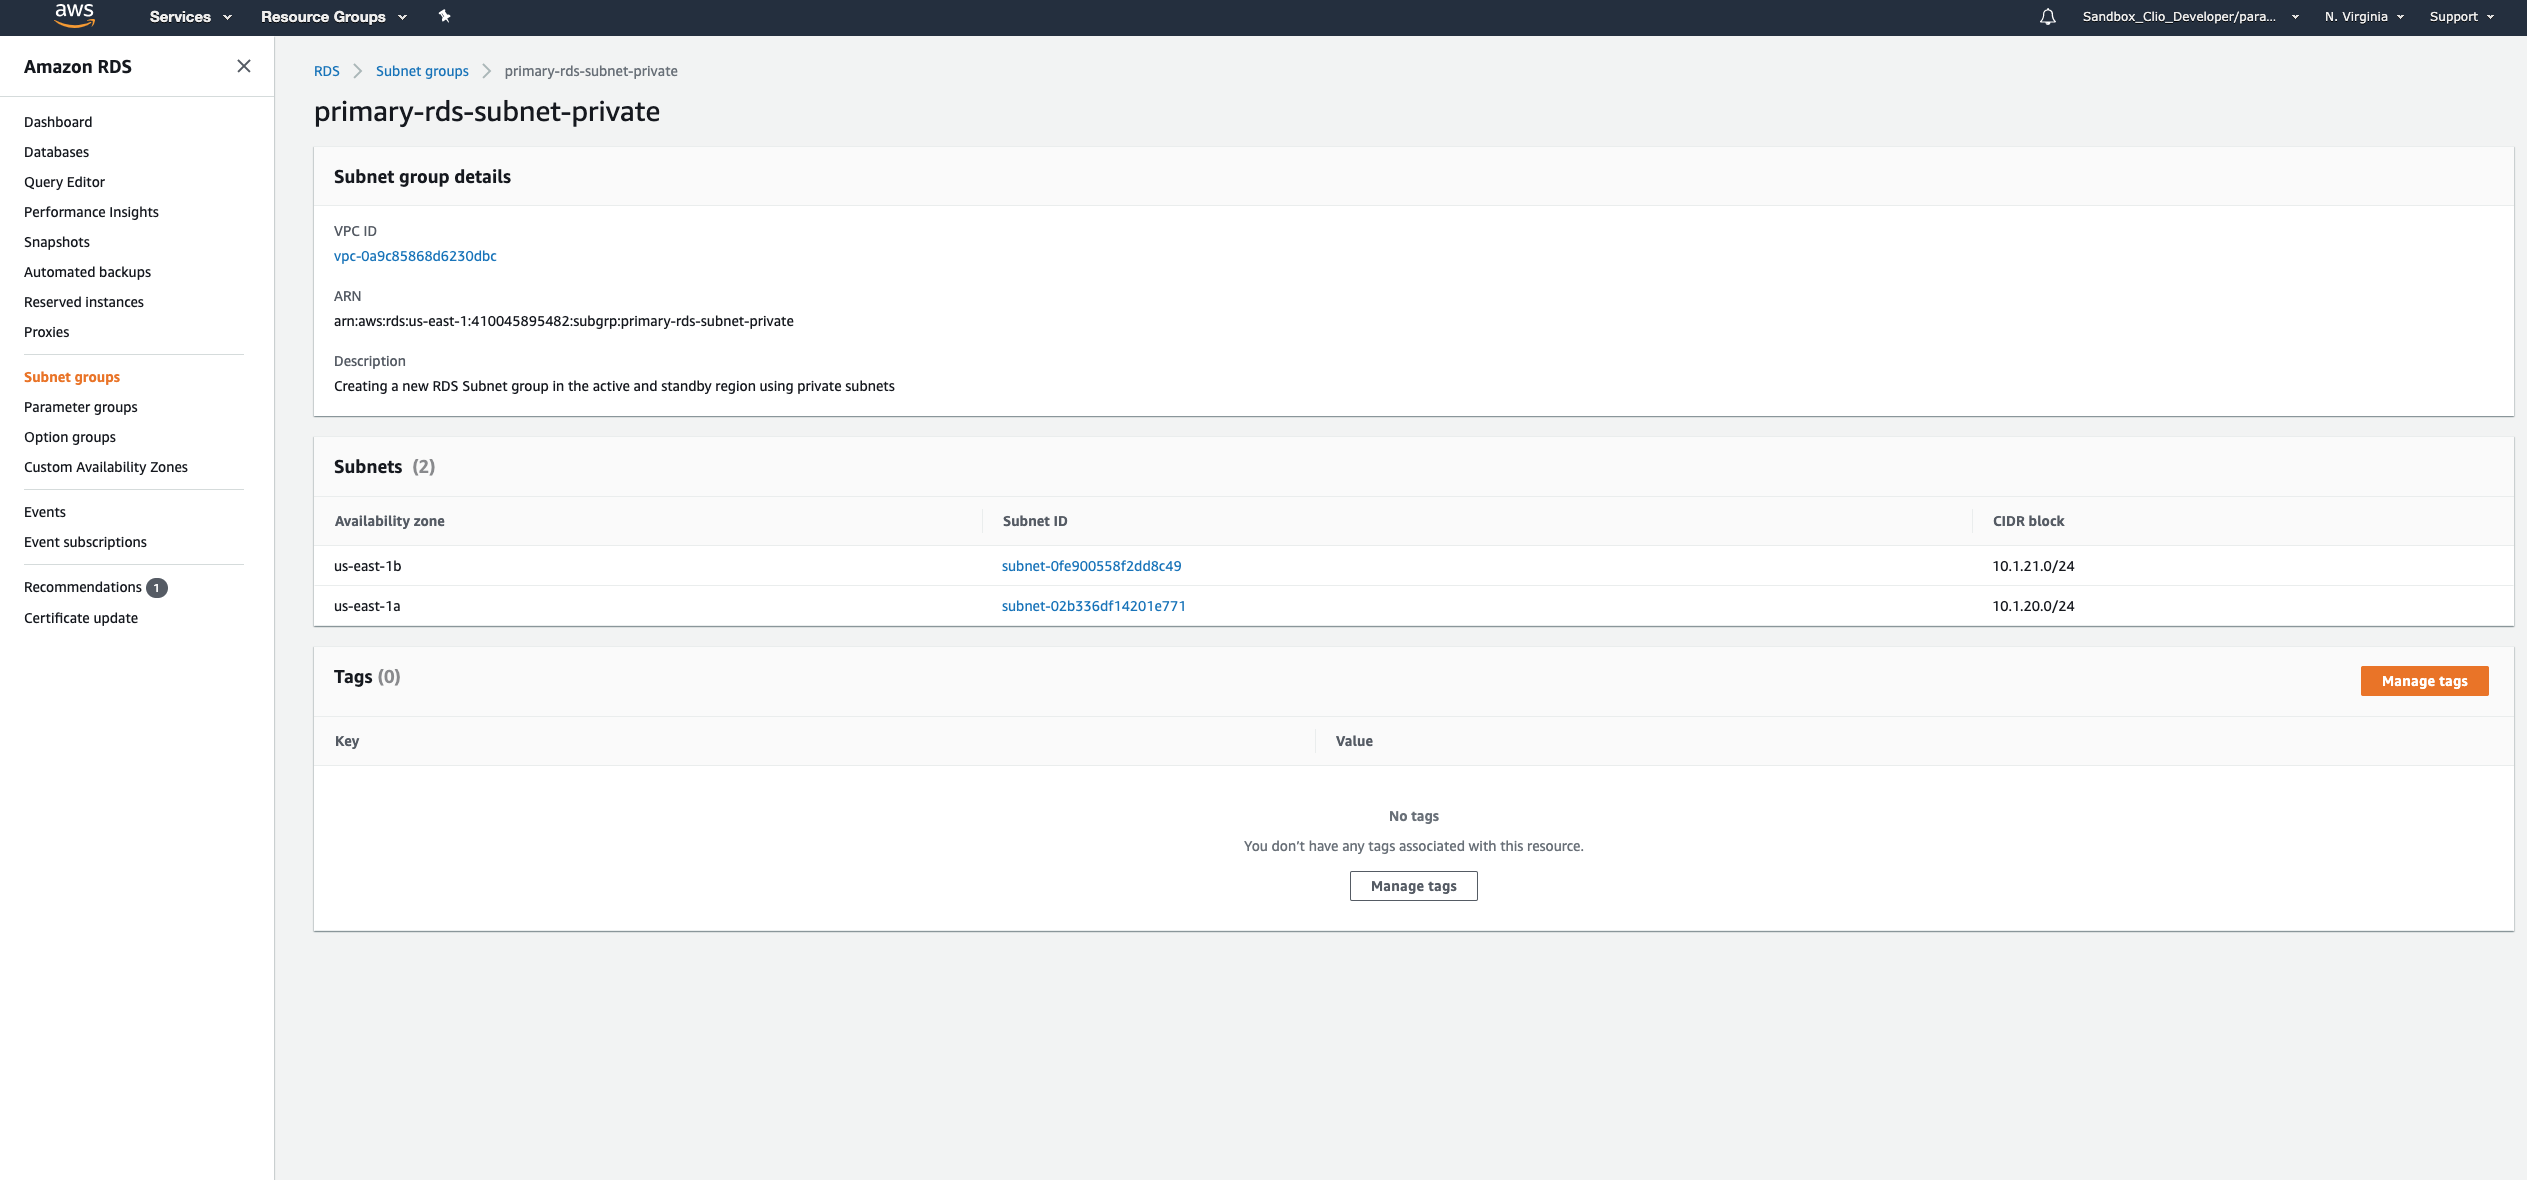 aws
Services
Resource Groups
Sandbox_Clio_Developer/para...
N. Virginia
Support
Amazon RDS
Dashboard
Databases
Query Editor
Performance Insights
Snapshots
Automated backups
Reserved instances
Proxies
Subnet groups
Parameter groups
Option groups
Custom Availability Zones
Events
Event subscriptions
Recommendations 1
Certificate update
RDS
Subnet groups
primary-rds-subnet-private
primary-rds-subnet-private
Subnet group details
VPC ID
vpc-0a9c85868d6230dbc
ARN
arn:aws:rds:us-east-1:410045895482:subgrp:primary-rds-subnet-private
Description
Creating a new RDS Subnet group in the active and standby region using private subnets
Subnets (2)
Availability zone Subnet ID CIDR block
us-east-1b subnet-0fe900558f2dd8c49 10.1.21.0/24
us-east-1a subnet-02b336df14201e771 10.1.20.0/24
Tags (0)
Manage tags
Key Value
No tags
You don't have any tags associated with this resource.
Manage tags